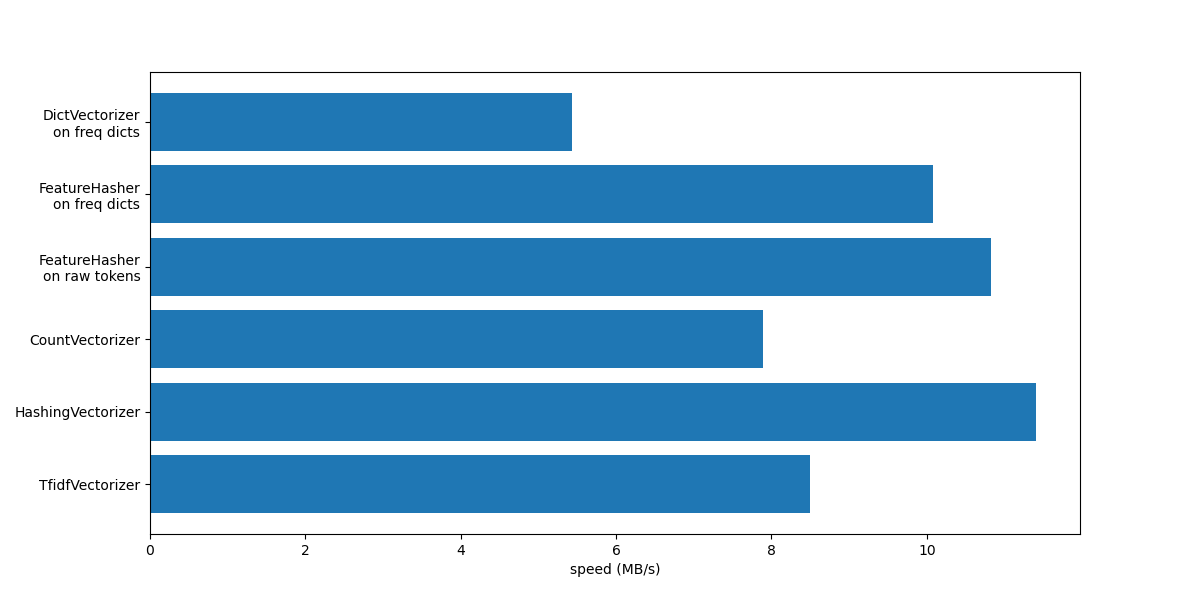 DictVectorizer
on freq dicts
FeatureHasher
on freq dicts
FeatureHasher
on raw tokens
CountVectorizer
HashingVectorizer
TfidfVectorizer
0 2 4 6 8 10
speed (MB/s)